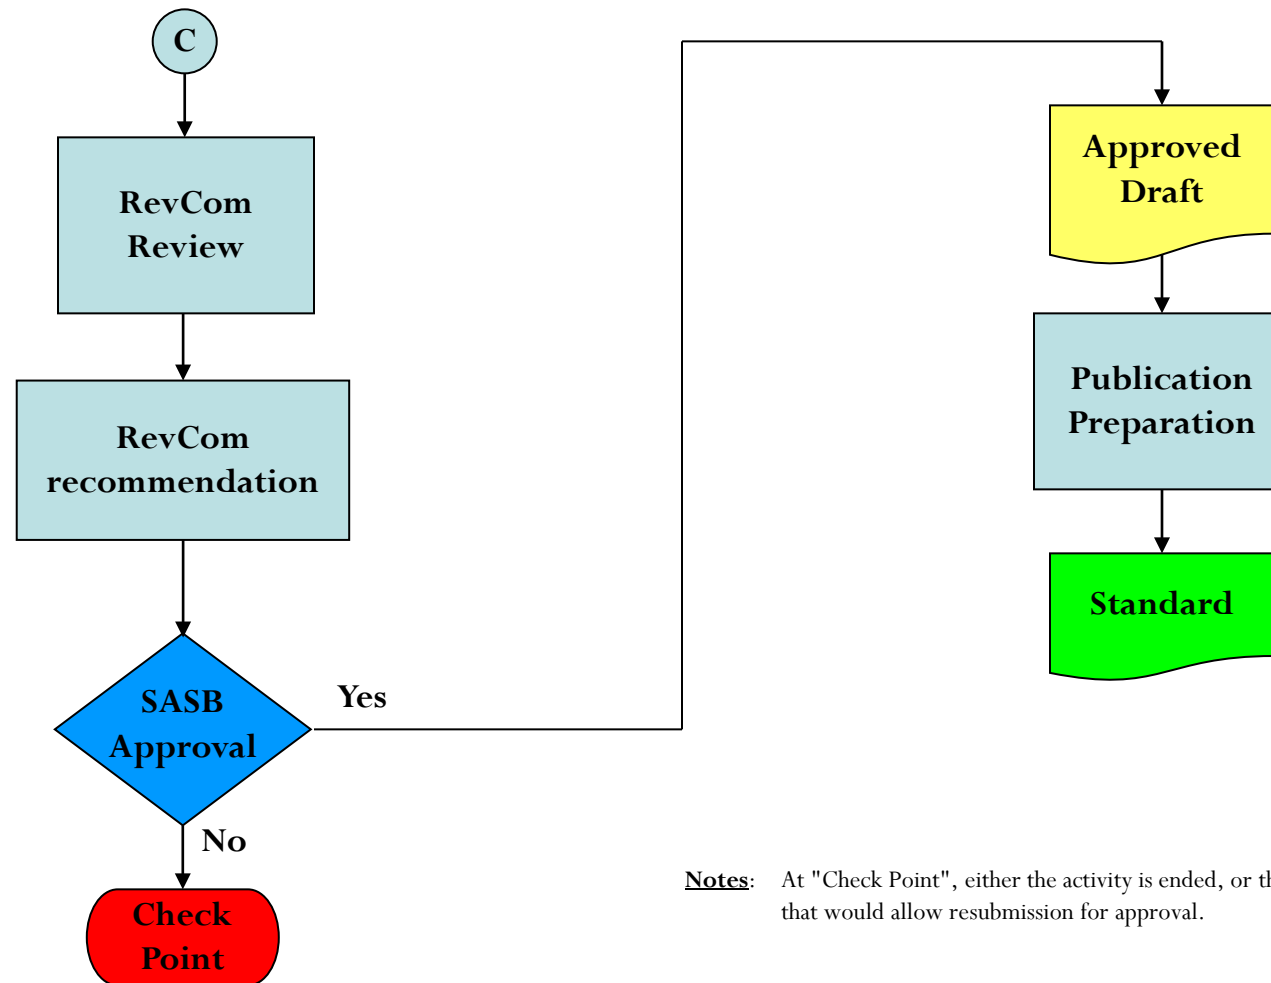 C
RevCom
Review
RevCom
recommendation
SASB
Approval
Yes
No
Check
Point
Approved
Draft
Publication
Preparation
Standard
Notes: At "Check Point", either the activity is ended, or
that would allow resubmission for approval.